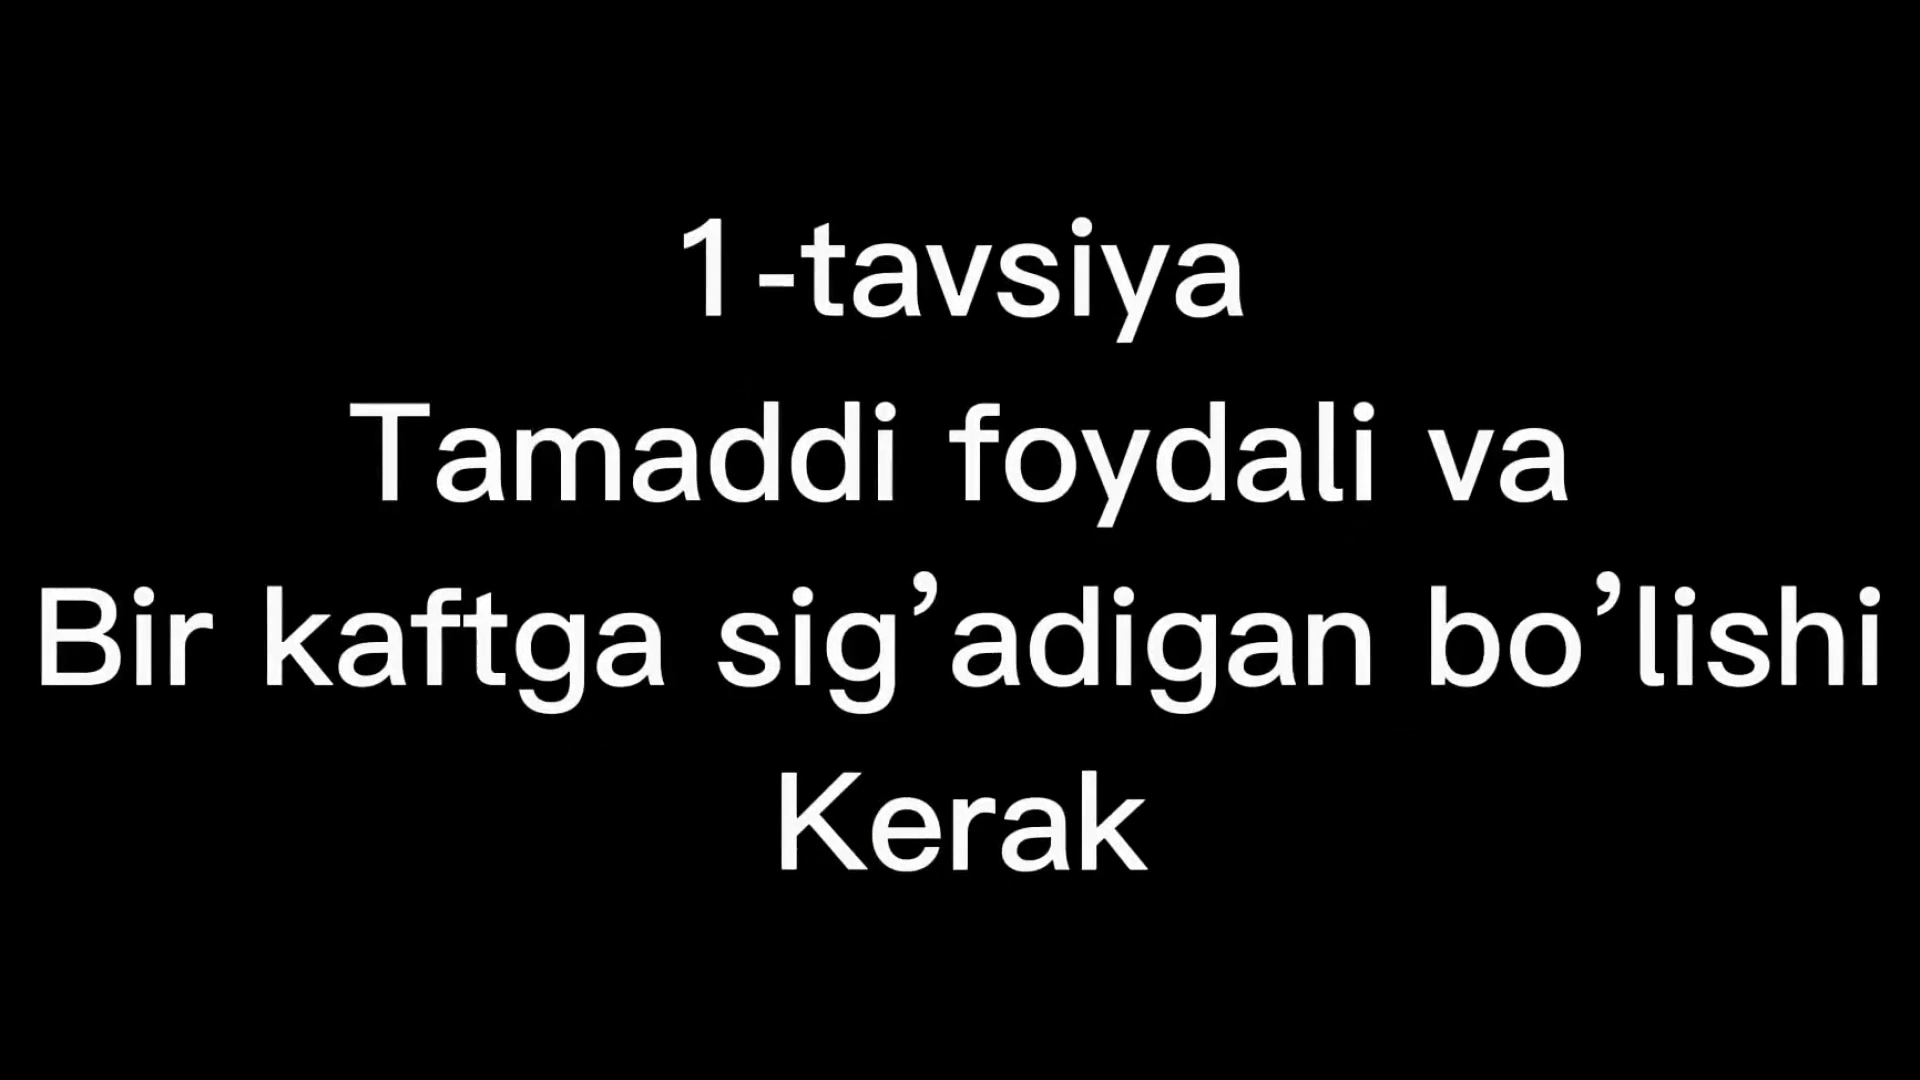 1-tavsiya
Tamaddi foydali va
Bir kaftga sig’adigan bo’lishi
Kerak